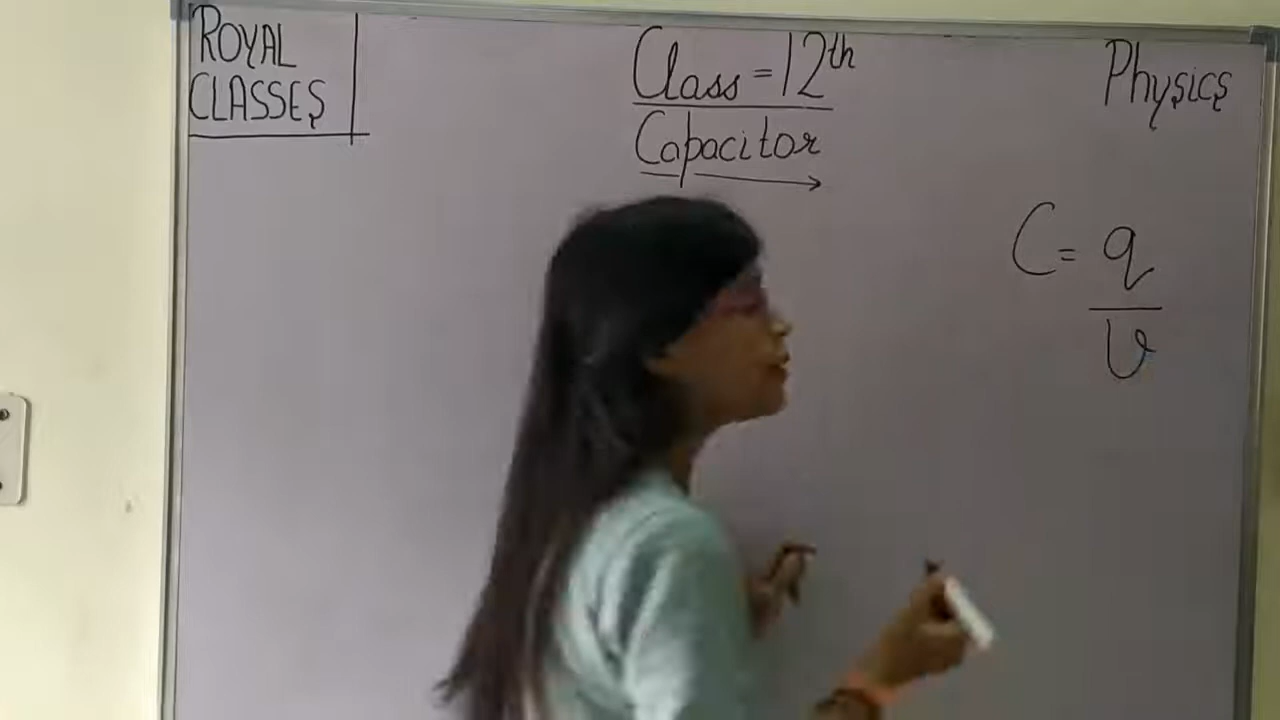 ROYAL
CLASSES
Class = 12th
Capacitor
Physics
C = q
v